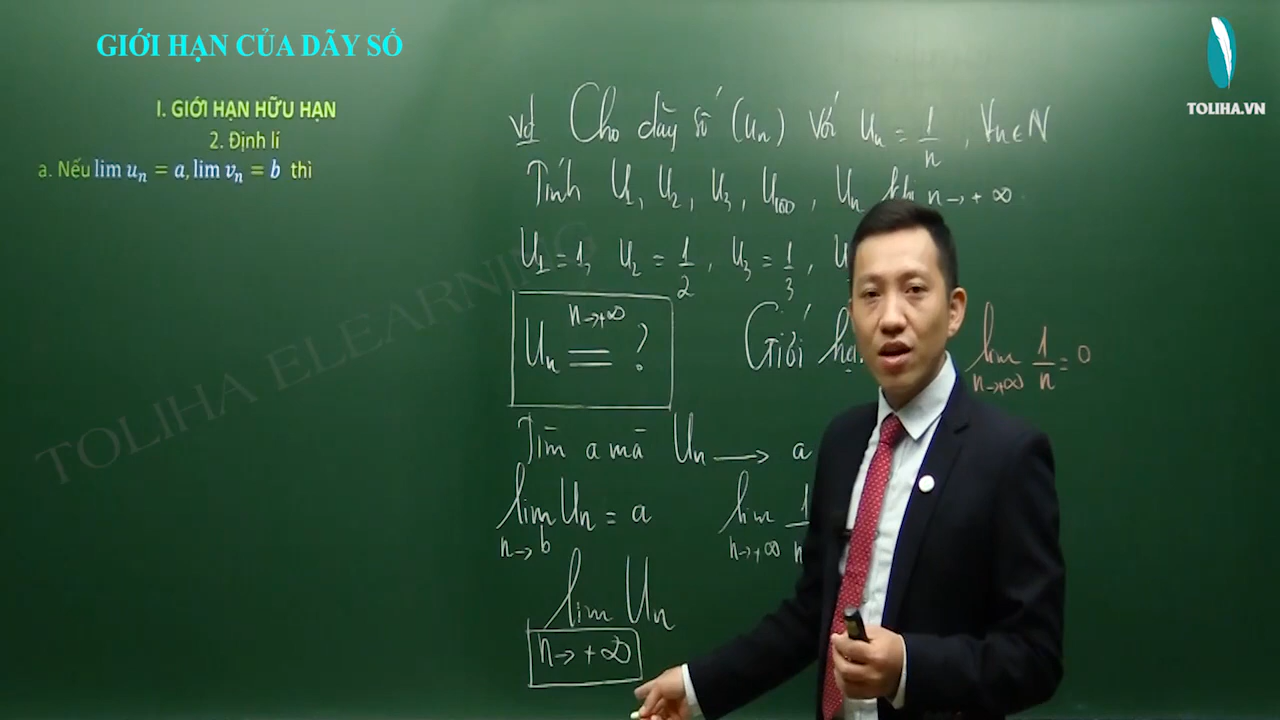 GIỚI HẠN CỦA DÃY SỐ
TOLIHA.VN
I. GIỚI HẠN HỮU HẠN
2. Định lí
a. Nếu lim uₙ = a, lim vₙ = b thì
TOLIHA ELEARNING
Vd Cho dãy số (uₙ) với uₙ = 1/n , ∀n∈N
Tính U₁, U₂, U₃, U₁₀₀, Uₙ khi n→+∞
U₁ = 1, U₂ = 1/2, U₃ = 1/3, U
Uₙ n→+∞ = ?
Giới hạ
lim n→+∞ 1/n = 0
Tìm a mà Uₙ → a
lim n→b Uₙ = a
lim n→+∞ 1/n
lim Uₙ
n→+∞